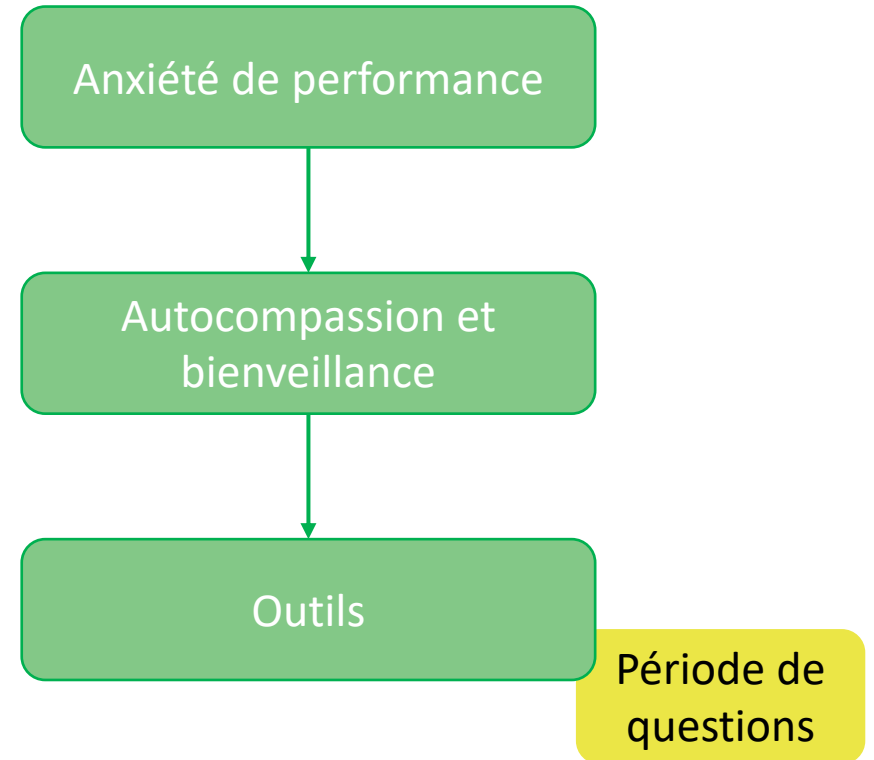 Anxiété de performance
Autocompassion et
bienveillance
Outils
Période de
questions